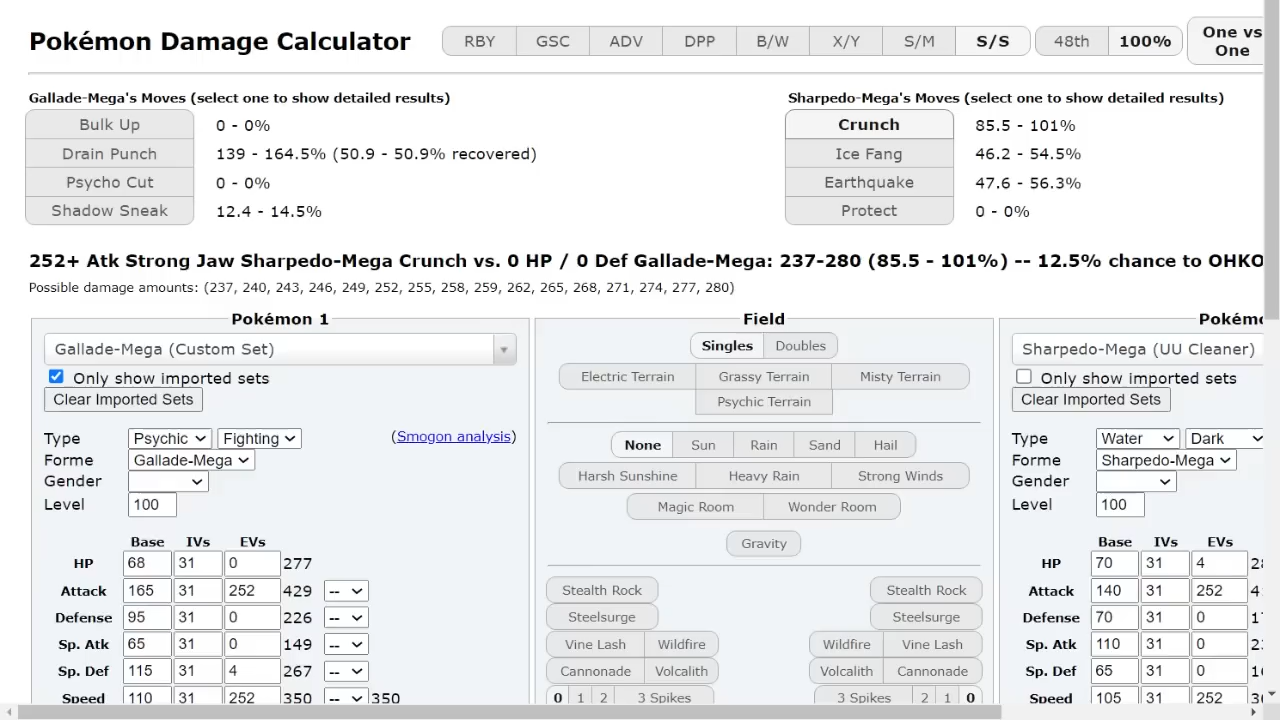 Pokémon Damage Calculator
RBY GSC ADV DPP B/W X/Y S/M S/S 48th 100% One vs One
Gallade-Mega's Moves (select one to show detailed results)
Bulk Up 0 - 0%
Drain Punch 139 - 164.5% (50.9 - 50.9% recovered)
Psycho Cut 0 - 0%
Shadow Sneak 12.4 - 14.5%
Sharpedo-Mega's Moves (select one to show detailed results)
Crunch 85.5 - 101%
Ice Fang 46.2 - 54.5%
Earthquake 47.6 - 56.3%
Protect 0 - 0%
252+ Atk Strong Jaw Sharpedo-Mega Crunch vs. 0 HP / 0 Def Gallade-Mega: 237-280 (85.5 - 101%) -- 12.5% chance to OHKO
Possible damage amounts: (237, 240, 243, 246, 249, 252, 255, 258, 259, 262, 265, 268, 271, 274, 277, 280)
Pokémon 1
Gallade-Mega (Custom Set)
Only show imported sets
Clear Imported Sets
Type Psychic Fighting (Smogon analysis)
Forme Gallade-Mega
Gender
Level 100
Base IVs EVs
HP 68 31 0 277
Attack 165 31 252 429 --
Defense 95 31 0 226 --
Sp. Atk 65 31 0 149 --
Sp. Def 115 31 4 267 --
Speed 110 31 252 350 -- 350
Field
Singles Doubles
Electric Terrain Grassy Terrain Misty Terrain
Psychic Terrain
None Sun Rain Sand Hail
Harsh Sunshine Heavy Rain Strong Winds
Magic Room Wonder Room
Gravity
Stealth Rock Stealth Rock
Steelsurge Steelsurge
Vine Lash Wildfire Wildfire Vine Lash
Cannonade Volcalith Volcalith Cannonade
0 1 2 3 Spikes 3 Spikes 2 1 0
Sharpedo-Mega (UU Cleaner)
Only show imported sets
Clear Imported Sets
Type Water Dark
Forme Sharpedo-Mega
Gender
Level 100
Base IVs EVs
HP 70 31 4
Attack 140 31 252
Defense 70 31 0
Sp. Atk 110 31 0
Sp. Def 65 31 0
Speed 105 31 252